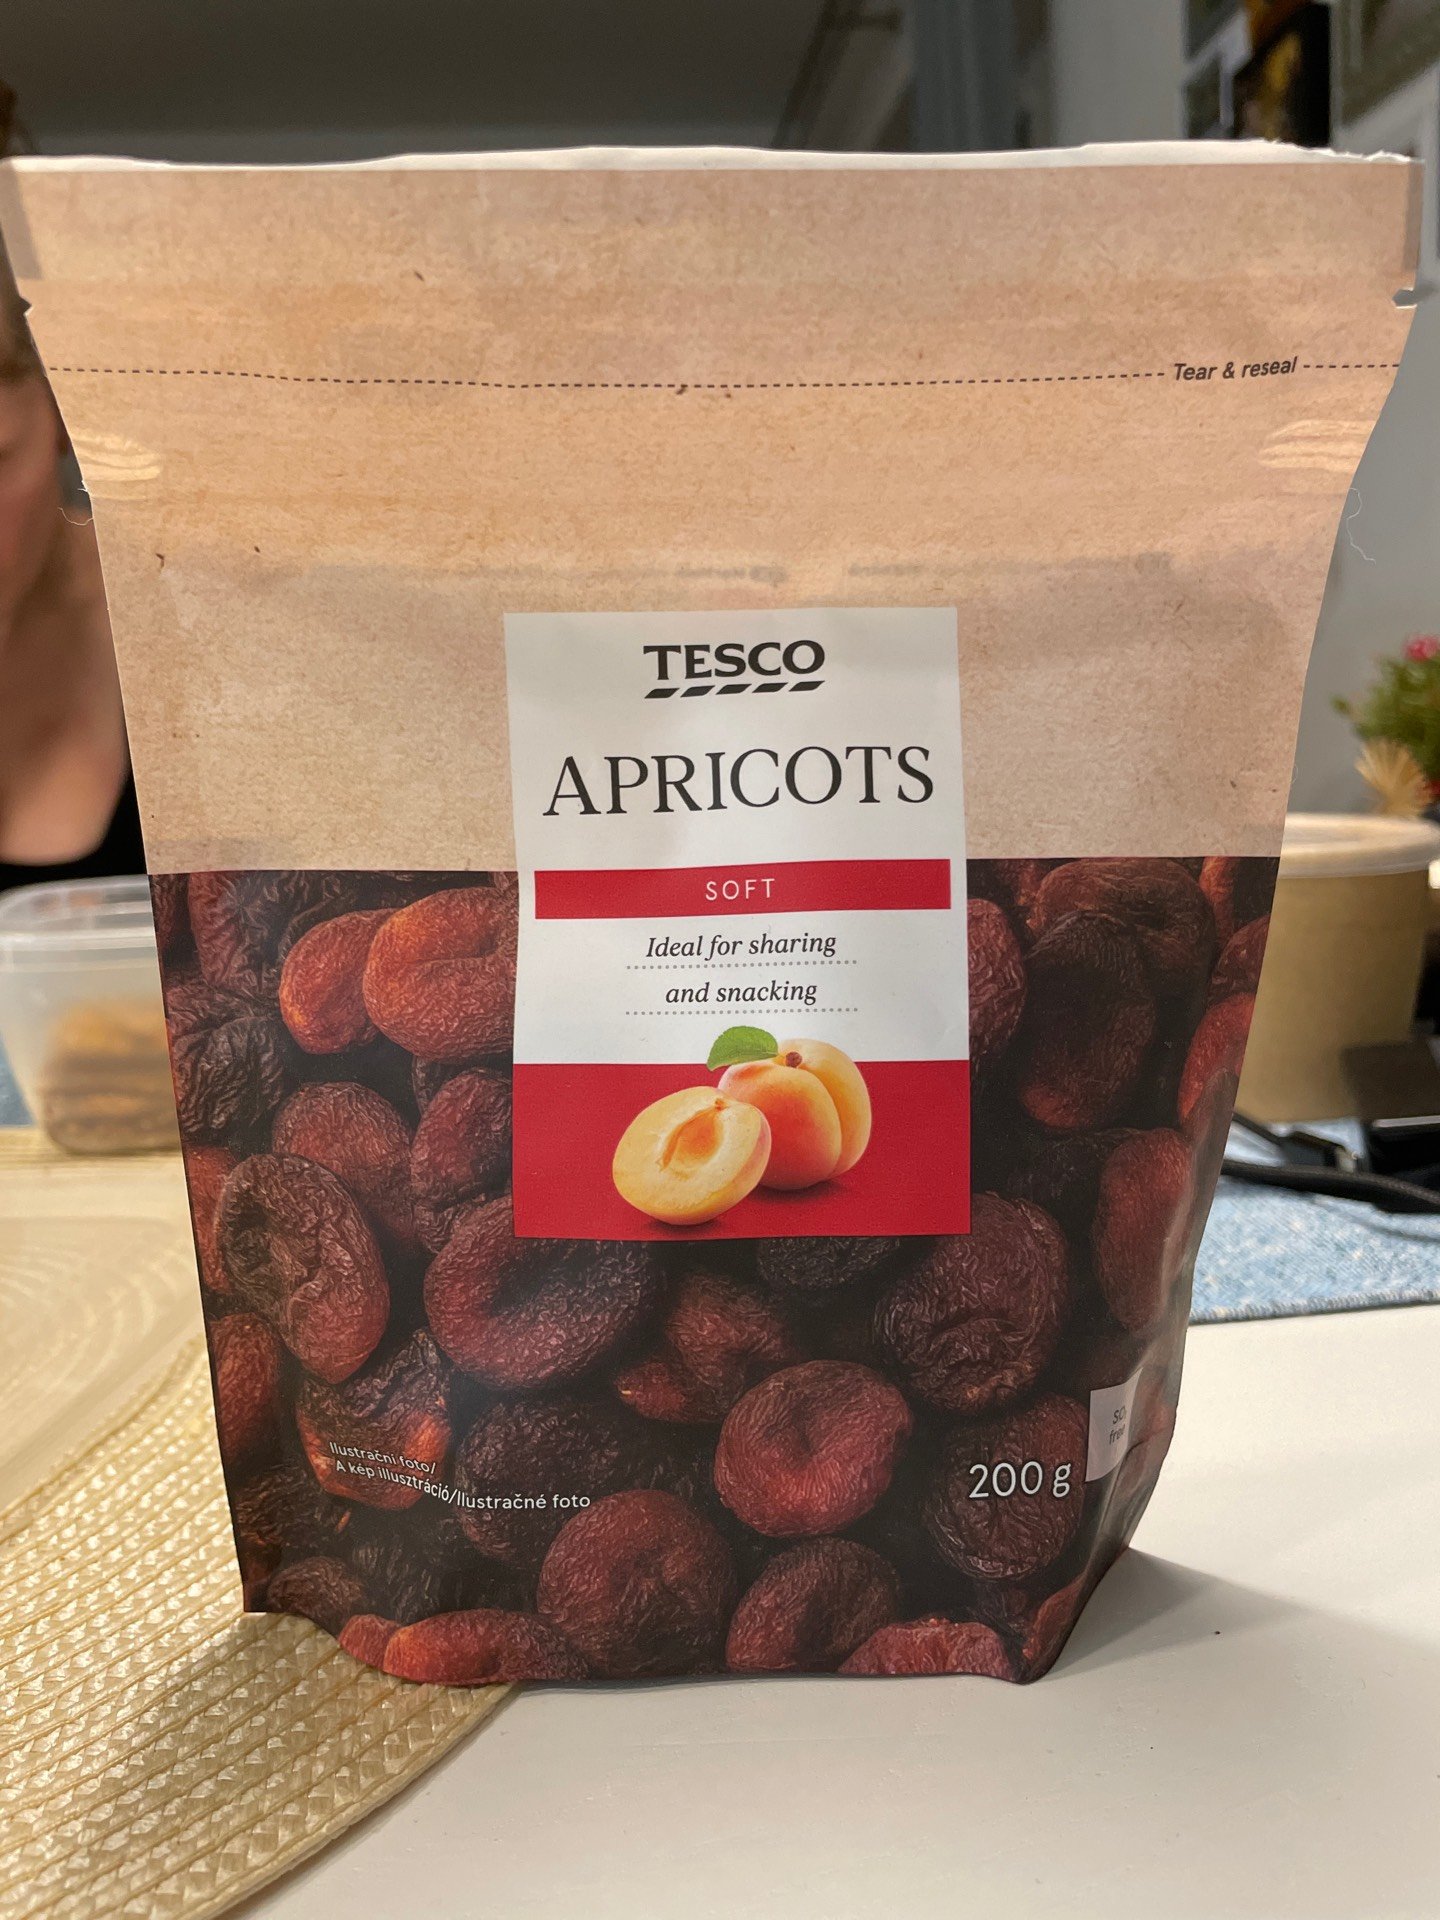 Tear & reseal
TESCO
APRICOTS
SOFT
Ideal for sharing
and snacking
Ilustrační foto/
A kép illusztráció/Ilustračné foto
200 g